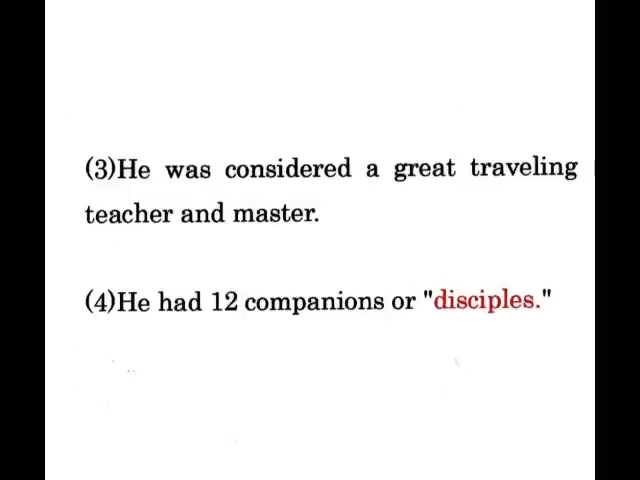 (3)He was considered a great traveling
teacher and master.
(4)He had 12 companions or "disciples."